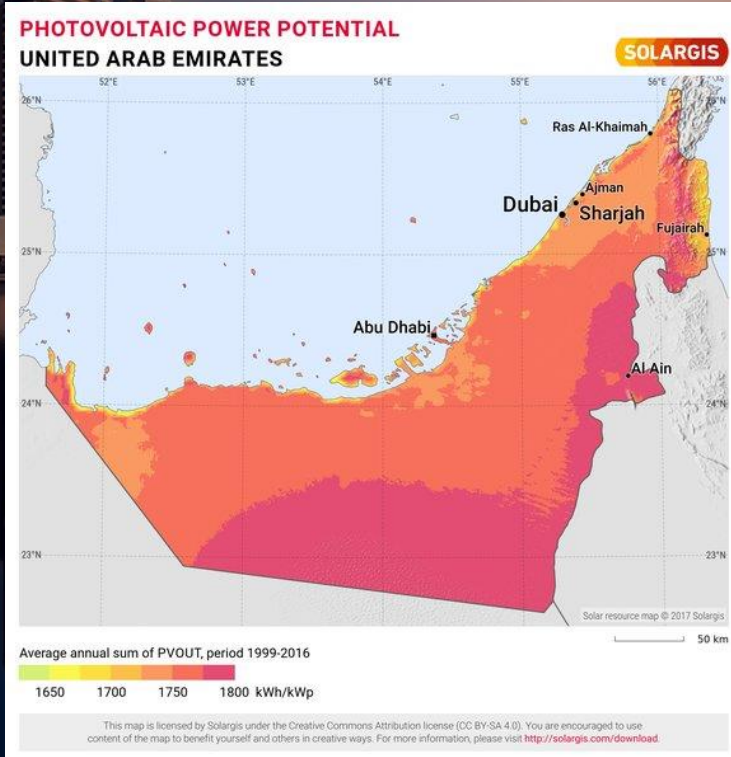 PHOTOVOLTAIC POWER POTENTIAL
UNITED ARAB EMIRATES
SOLARGIS
52°E 53°E 54°E 55°E 56°E
26°N 26°N
Ras Al-Khaimah
Ajman
Dubai
Sharjah
Fujairah
25°N 25°N
Abu Dhabi
Al Ain
24°N 24°N
23°N 23°N
Solar resource map © 2017 Solargis
50 km
Average annual sum of PVOUT, period 1999-2016
1650 1700 1750 1800 kWh/kWp
This map is licensed by Solargis under the Creative Commons Attribution license (CC BY-SA 4.0). You are encouraged to use
content of the map to benefit yourself and others in creative ways. For more information, please visit http://solargis.com/download.